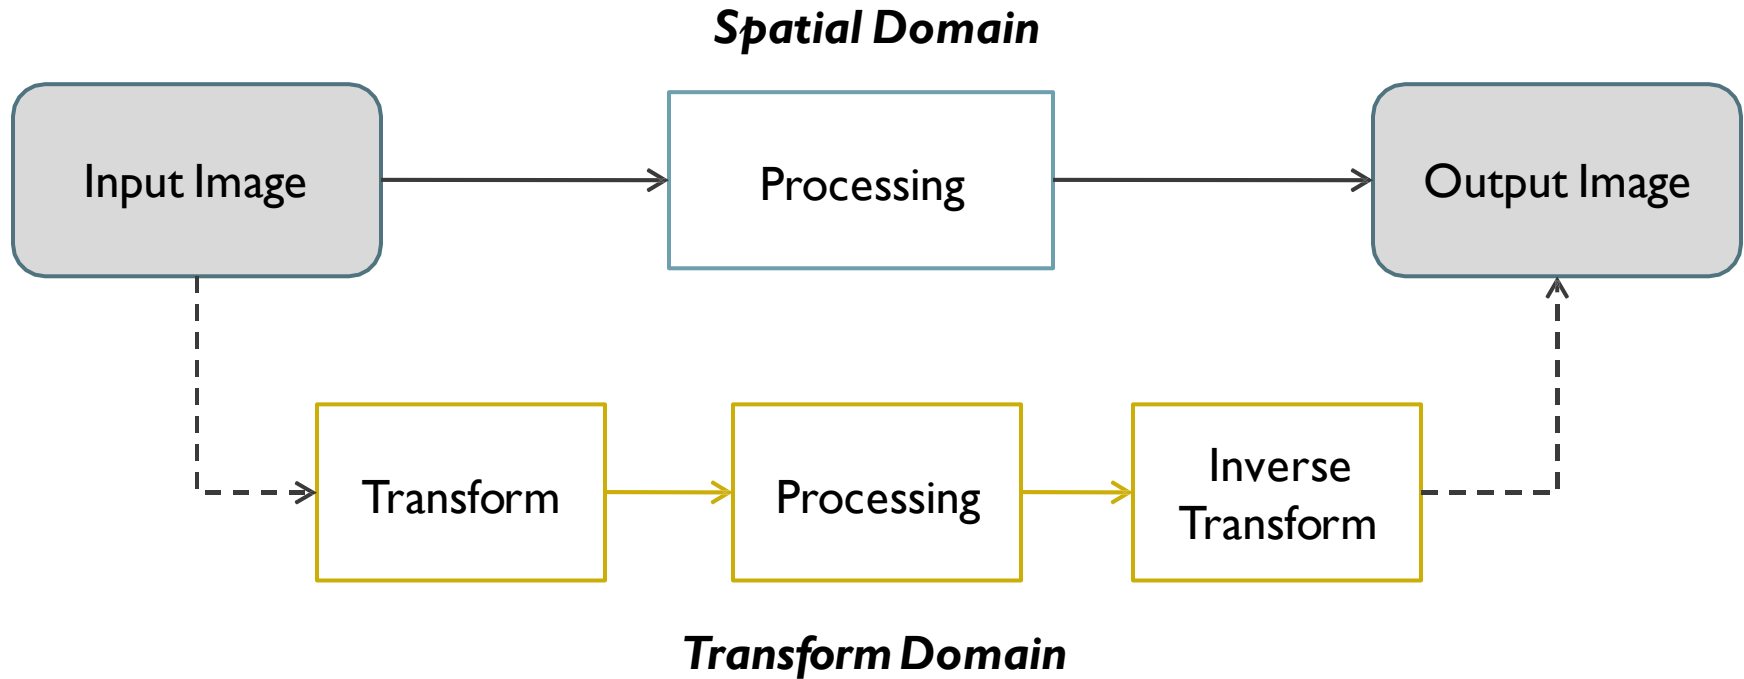 Spatial Domain
Input Image
Processing
Output Image
Transform
Processing
Inverse
Transform
Transform Domain